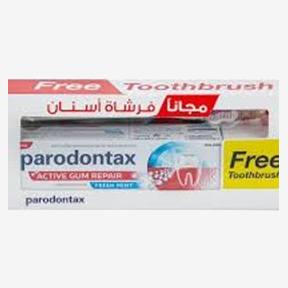 Free Toothbrush
مجاناً فرشاة أسنان
parodontax
ACTIVE GUM REPAIR
FRESH MINT
Free
Toothbrush
parodontax